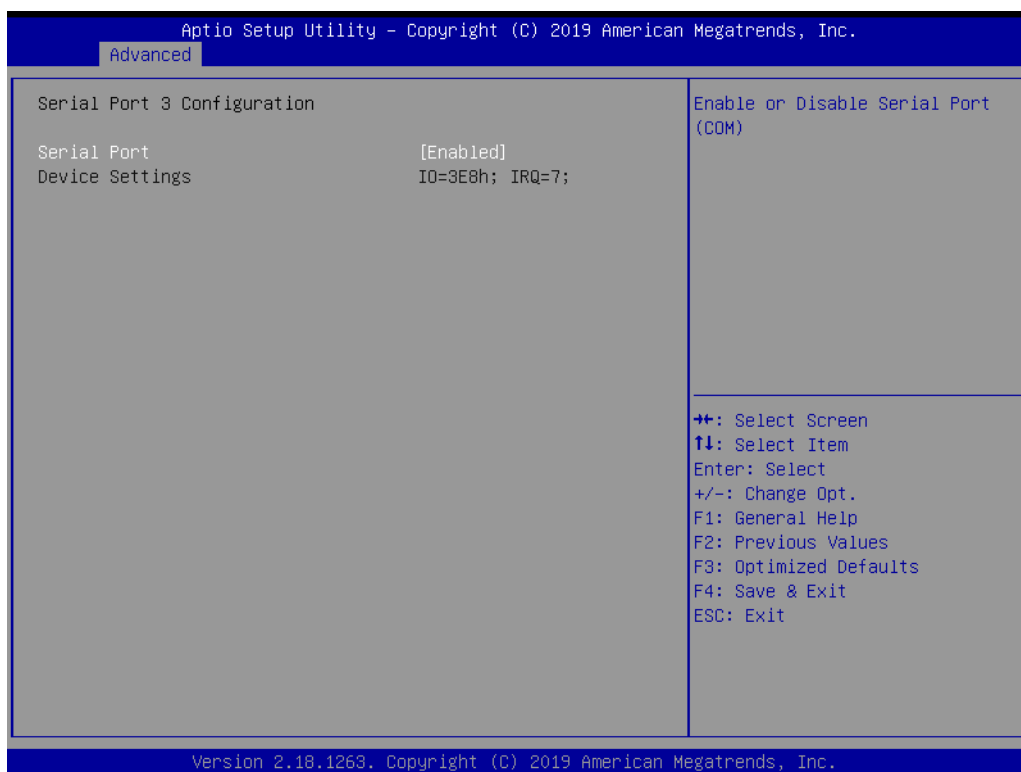 Aptio Setup Utility – Copyright (C) 2019 American Megatrends, Inc.
Advanced
Serial Port 3 Configuration
Serial Port [Enabled]
Device Settings IO=3E8h; IRQ=7;
Enable or Disable Serial Port
(COM)
→←: Select Screen
↑↓: Select Item
Enter: Select
+/-: Change Opt.
F1: General Help
F2: Previous Values
F3: Optimized Defaults
F4: Save & Exit
ESC: Exit
Version 2.18.1263. Copyright (C) 2019 American Megatrends, Inc.